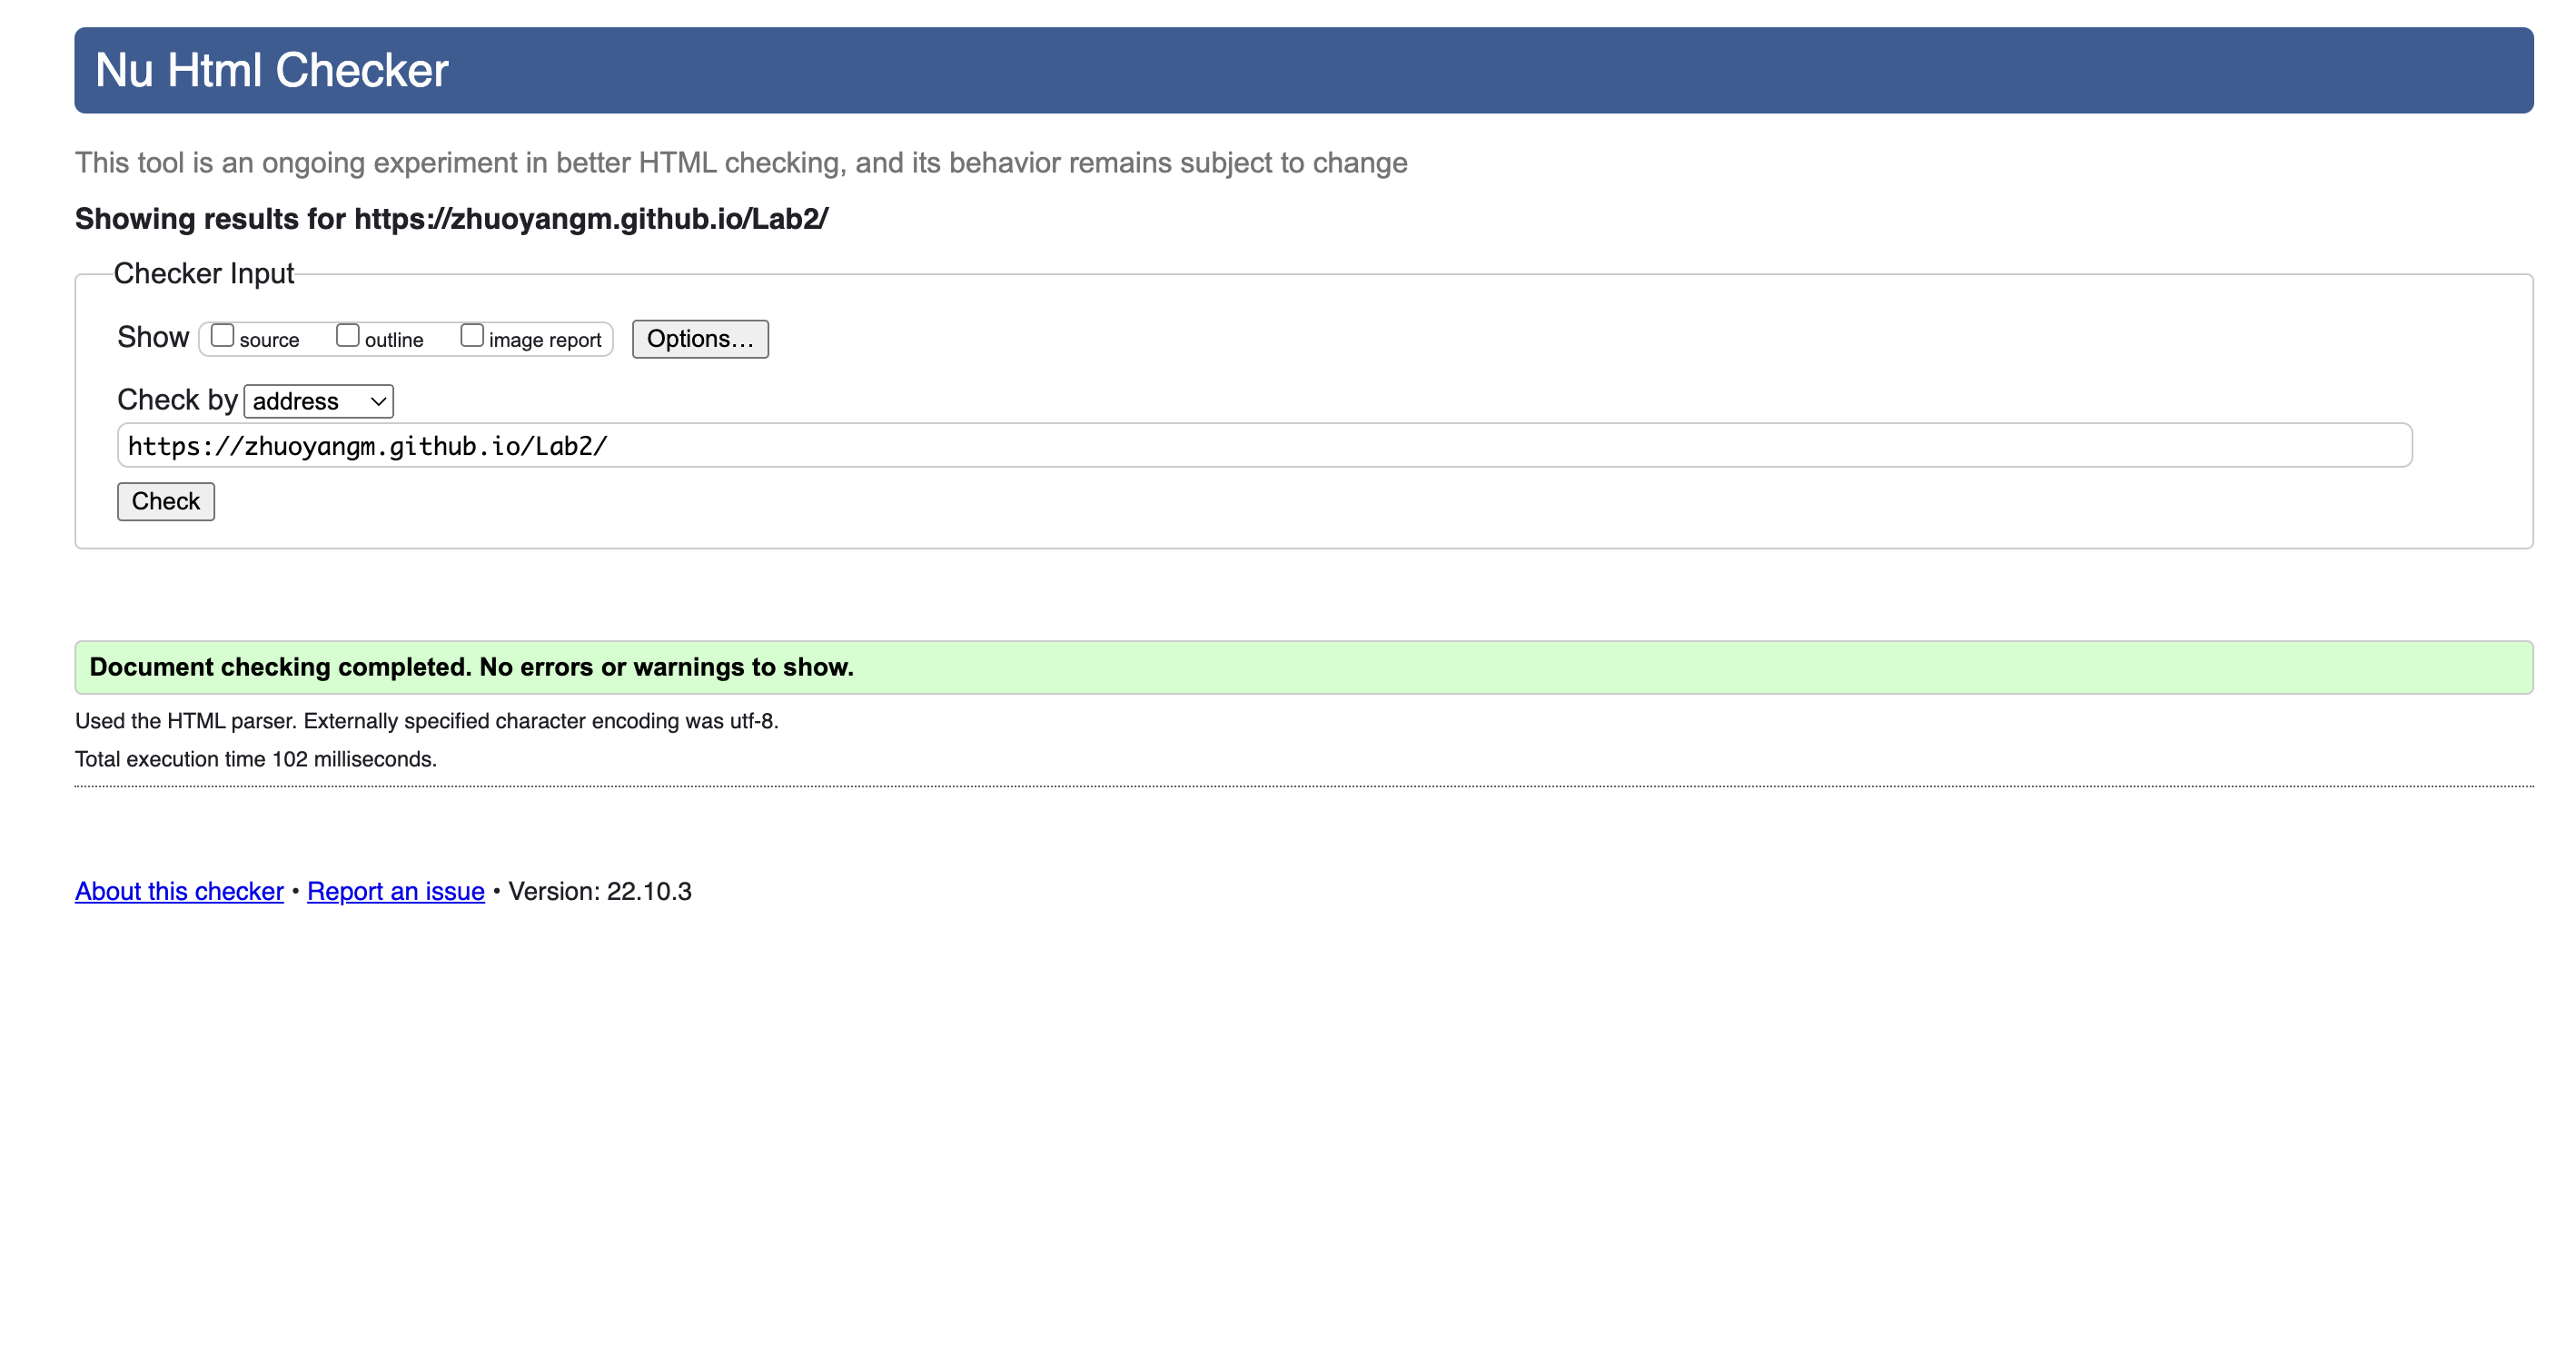 Nu Html Checker
This tool is an ongoing experiment in better HTML checking, and its behavior remains subject to change
Showing results for https://zhuoyangm.github.io/Lab2/
Checker Input
Show source outline image report Options...
Check by address
https://zhuoyangm.github.io/Lab2/
Check
Document checking completed. No errors or warnings to show.
Used the HTML parser. Externally specified character encoding was utf-8.
Total execution time 102 milliseconds.
About this checker • Report an issue • Version: 22.10.3